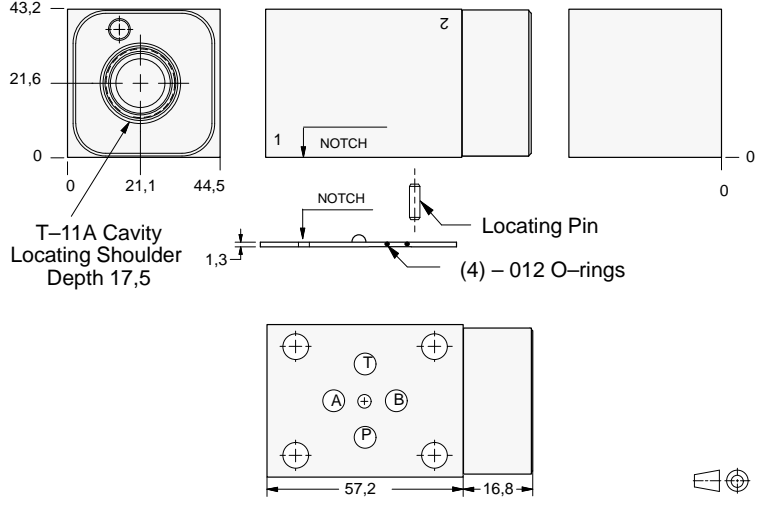 43,2
21,6
0
0
21,1
44,5
T–11A Cavity
Locating Shoulder
Depth 17,5
2
1
NOTCH
0
0
NOTCH
Locating Pin
1,3
(4) – 012 O–rings
T
A
B
P
57,2
16,8